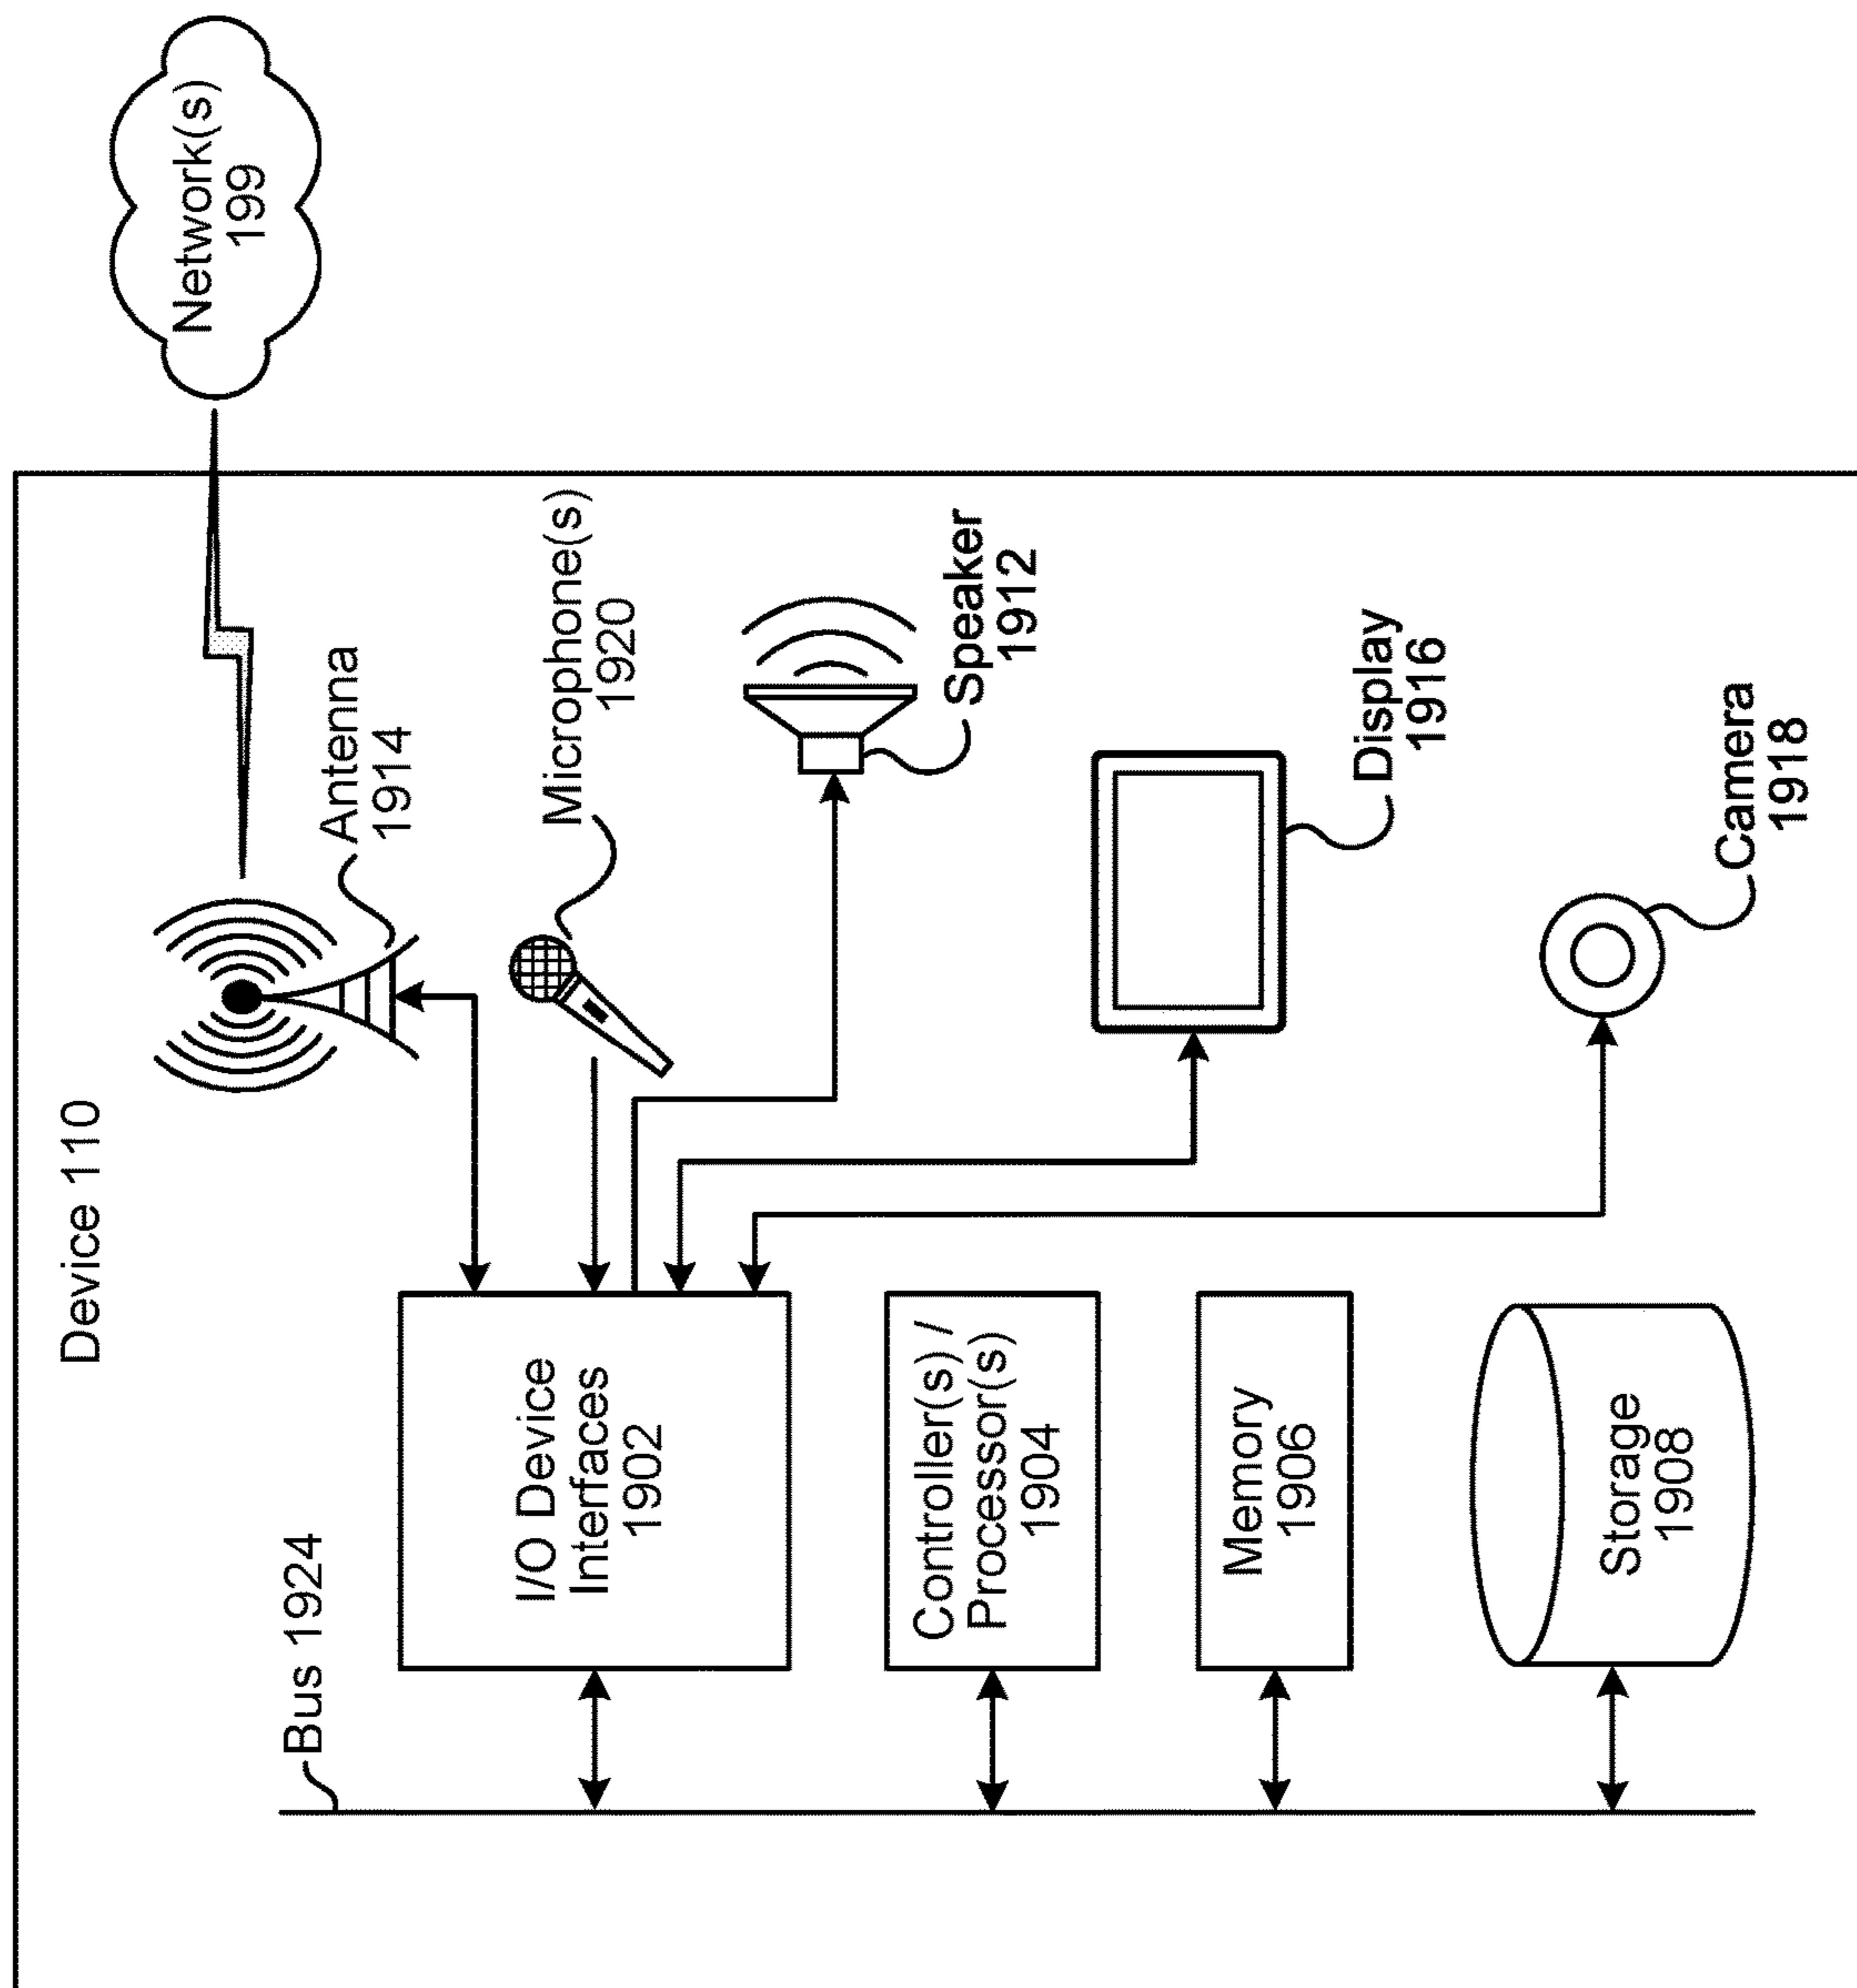 Device 110
Bus 1924
I/O Device
Interfaces
1902
Controller(s) /
Processor(s)
1904
Memory
1906
Storage
1908
Antenna
1914
Microphone(s)
1920
Speaker
1912
Display
1916
Camera
1918
Network(s)
199